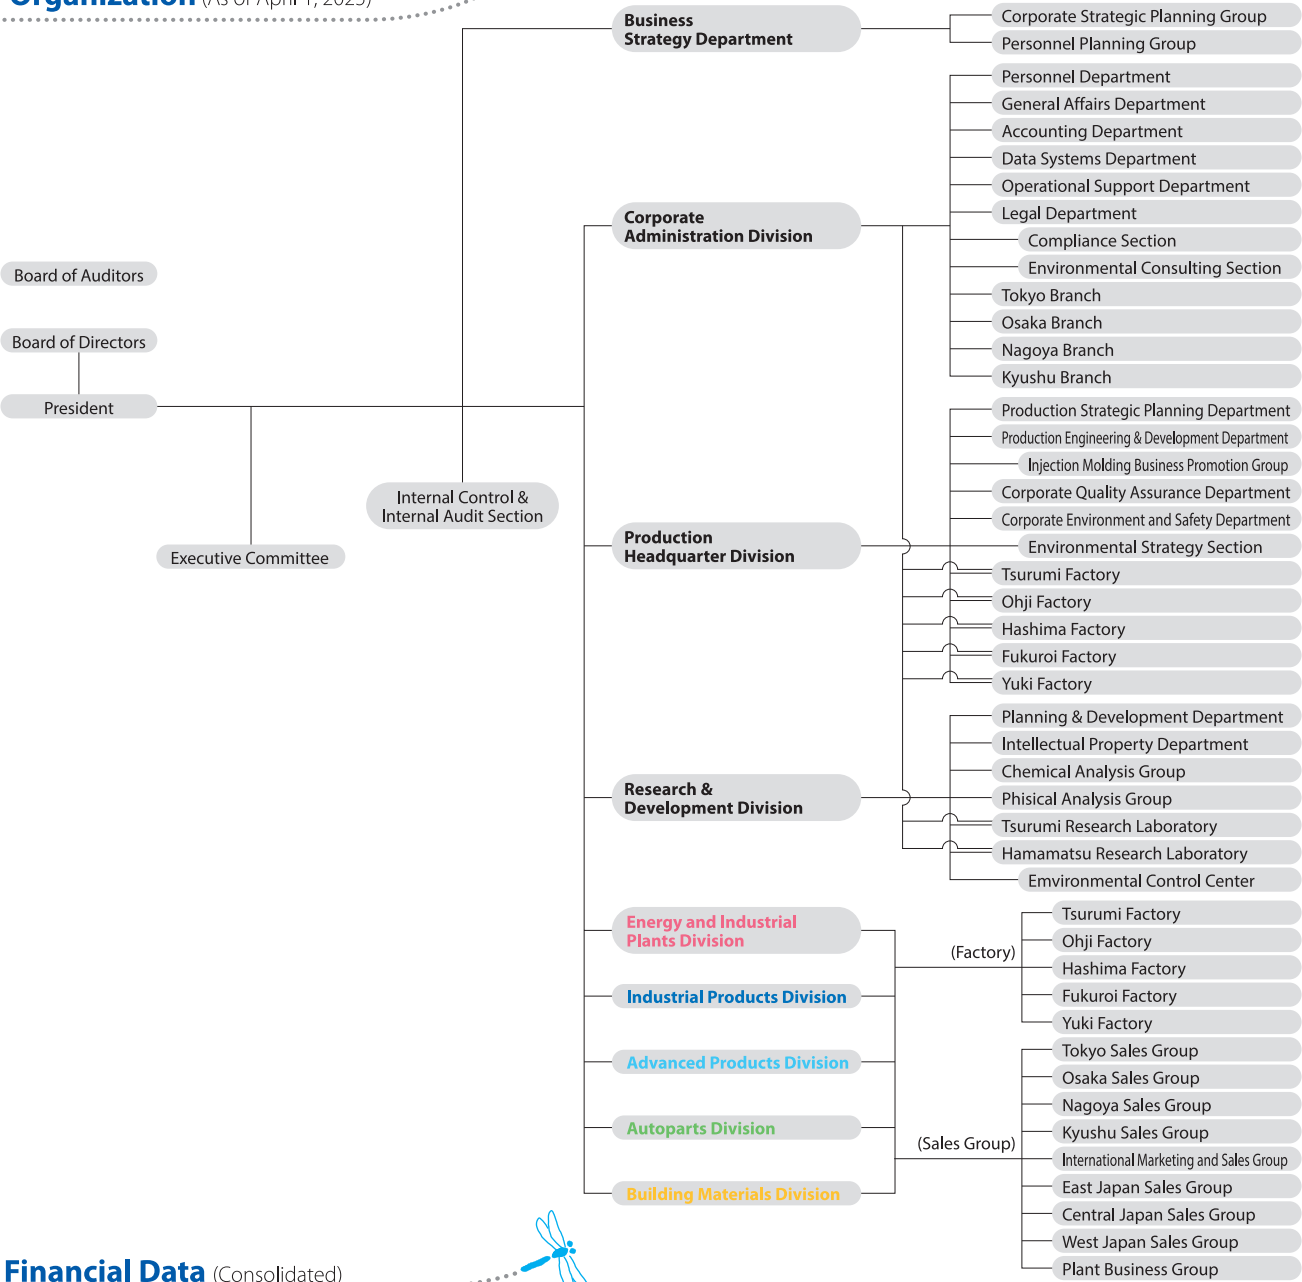 Organization (As of April 1, 2023)
Business
Strategy Department
Corporate Strategic Planning Group
Personnel Planning Group
Corporate
Administration Division
Personnel Department
General Affairs Department
Accounting Department
Data Systems Department
Operational Support Department
Legal Department
Compliance Section
Environmental Consulting Section
Tokyo Branch
Osaka Branch
Nagoya Branch
Kyushu Branch
Board of Auditors
Board of Directors
President
Internal Control &
Internal Audit Section
Executive Committee
Production
Headquarter Division
Production Strategic Planning Department
Production Engineering & Development Department
Injection Molding Business Promotion Group
Corporate Quality Assurance Department
Corporate Environment and Safety Department
Environmental Strategy Section
Tsurumi Factory
Ohji Factory
Hashima Factory
Fukuroi Factory
Yuki Factory
Research &
Development Division
Planning & Development Department
Intellectual Property Department
Chemical Analysis Group
Phisical Analysis Group
Tsurumi Research Laboratory
Hamamatsu Research Laboratory
Emvironmental Control Center
Energy and Industrial
Plants Division
Industrial Products Division
Advanced Products Division
Autoparts Division
Building Materials Division
(Factory)
Tsurumi Factory
Ohji Factory
Hashima Factory
Fukuroi Factory
Yuki Factory
(Sales Group)
Tokyo Sales Group
Osaka Sales Group
Nagoya Sales Group
Kyushu Sales Group
International Marketing and Sales Group
East Japan Sales Group
Central Japan Sales Group
West Japan Sales Group
Plant Business Group
Financial Data (Consolidated)